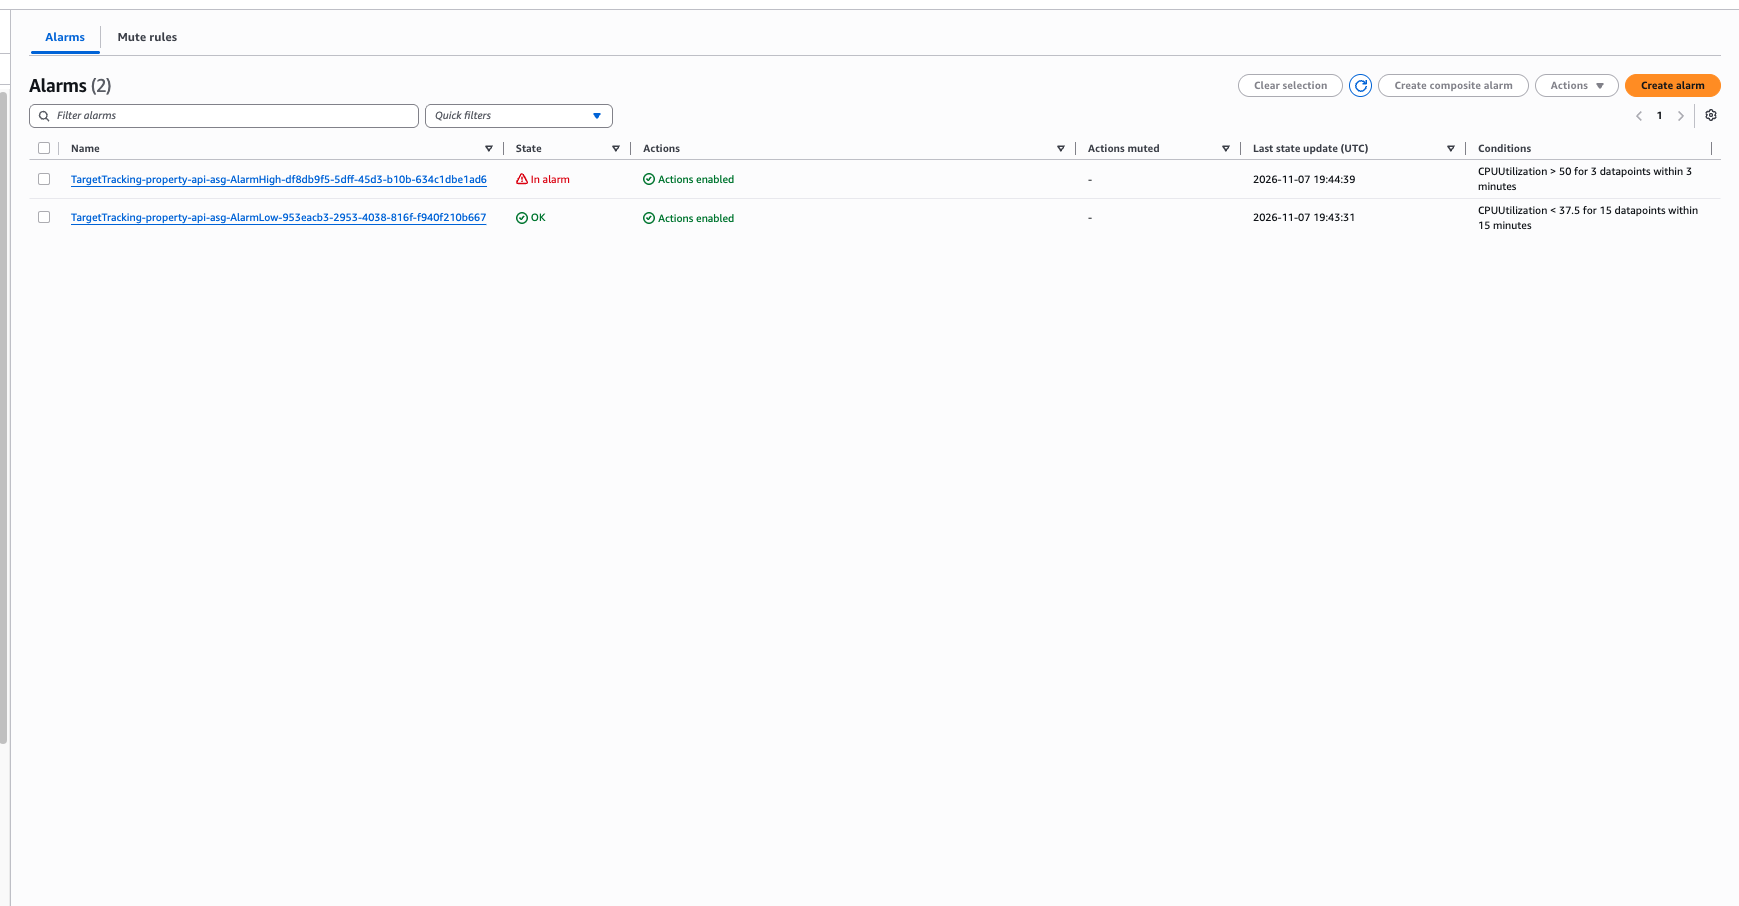 Alarms
Mute rules
Alarms (2)
Clear selection
Create composite alarm
Actions
Create alarm
Filter alarms
Quick filters
1
Name
State
Actions
Actions muted
Last state update (UTC)
Conditions
TargetTracking-property-api-asg-AlarmHigh-df8db9f5-5dff-45d3-b10b-634c1dbe1ad6
In alarm
Actions enabled
-
2026-11-07 19:44:39
CPUUtilization > 50 for 3 datapoints within 3
minutes
TargetTracking-property-api-asg-AlarmLow-953eacb3-2953-4038-816f-f940f210b667
OK
Actions enabled
-
2026-11-07 19:43:31
CPUUtilization < 37.5 for 15 datapoints within
15 minutes